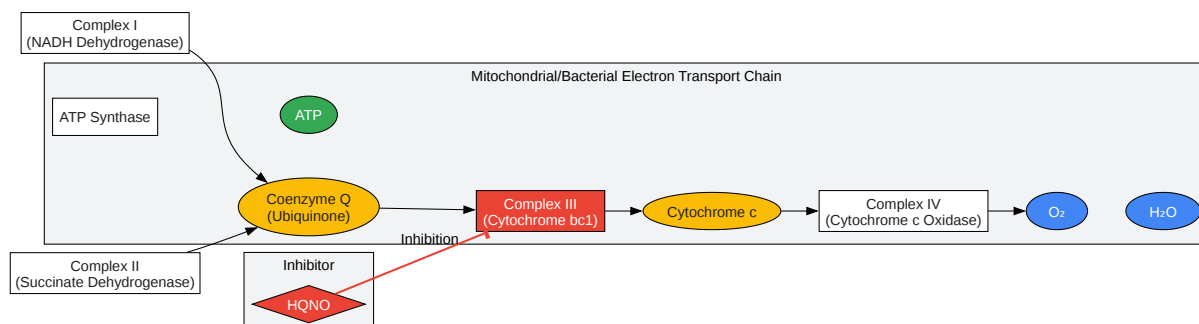 Complex I
(NADH Dehydrogenase)
Mitochondrial/Bacterial Electron Transport Chain
ATP Synthase
ATP
Coenzyme Q
(Ubiquinone)
Complex III
(Cytochrome bc1)
Cytochrome c
Complex IV
(Cytochrome c Oxidase)
O₂
H₂O
Inhibition
Complex II
(Succinate Dehydrogenase)
Inhibitor
HQNO